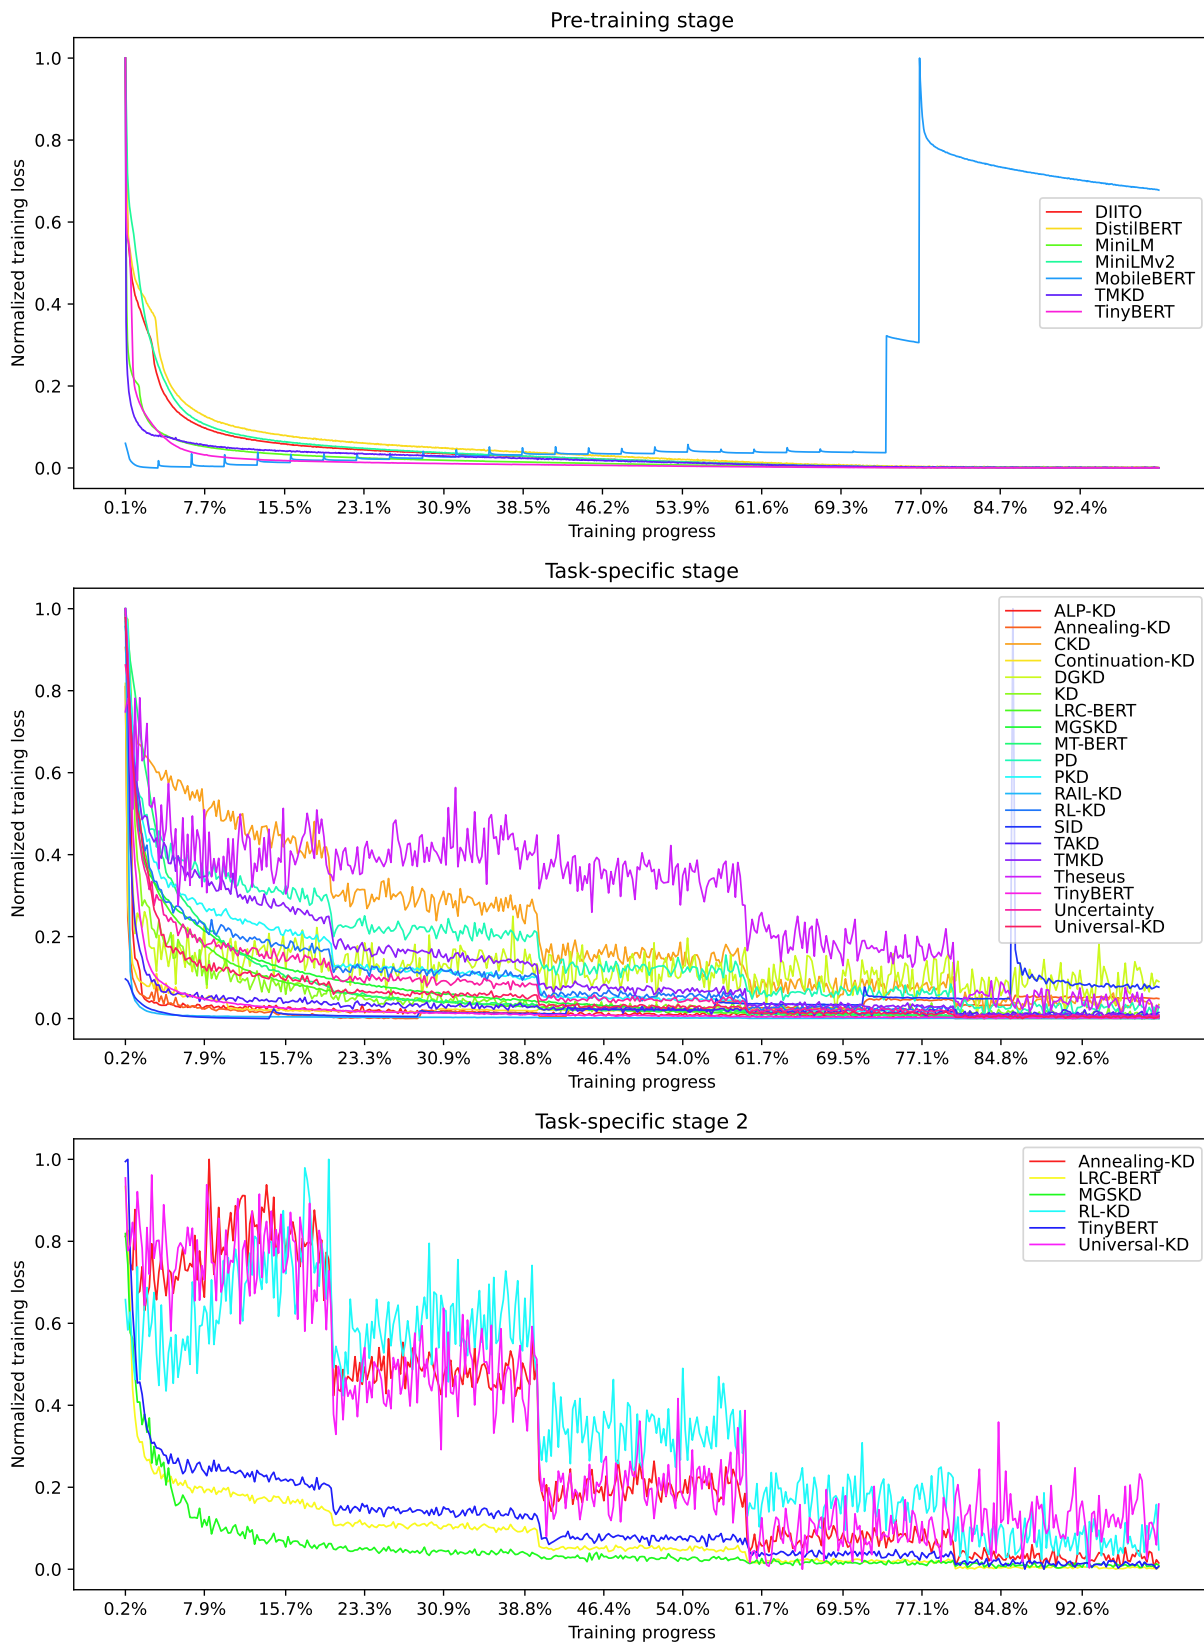 Pre-training stage
Normalized training loss
1.0
0.8
0.6
0.4
0.2
0.0
DIITO
DistilBERT
MiniLM
MiniLMv2
MobileBERT
TMKD
TinyBERT
0.1% 7.7% 15.5% 23.1% 30.9% 38.5% 46.2% 53.9% 61.6% 69.3% 77.0% 84.7% 92.4%
Training progress
Task-specific stage
Normalized training loss
1.0
0.8
0.6
0.4
0.2
0.0
ALP-KD
Annealing-KD
CKD
Continuation-KD
DGKD
KD
LRC-BERT
MGSKD
MT-BERT
PD
PKD
RAIL-KD
RL-KD
SID
TAKD
TMKD
Theseus
TinyBERT
Uncertainty
Universal-KD
0.2% 7.9% 15.7% 23.3% 30.9% 38.8% 46.4% 54.0% 61.7% 69.5% 77.1% 84.8% 92.6%
Training progress
Task-specific stage 2
Normalized training loss
1.0
0.8
0.6
0.4
0.2
0.0
Annealing-KD
LRC-BERT
MGSKD
RL-KD
TinyBERT
Universal-KD
0.2% 7.9% 15.7% 23.3% 30.9% 38.8% 46.4% 54.0% 61.7% 69.5% 77.1% 84.8% 92.6%
Training progress